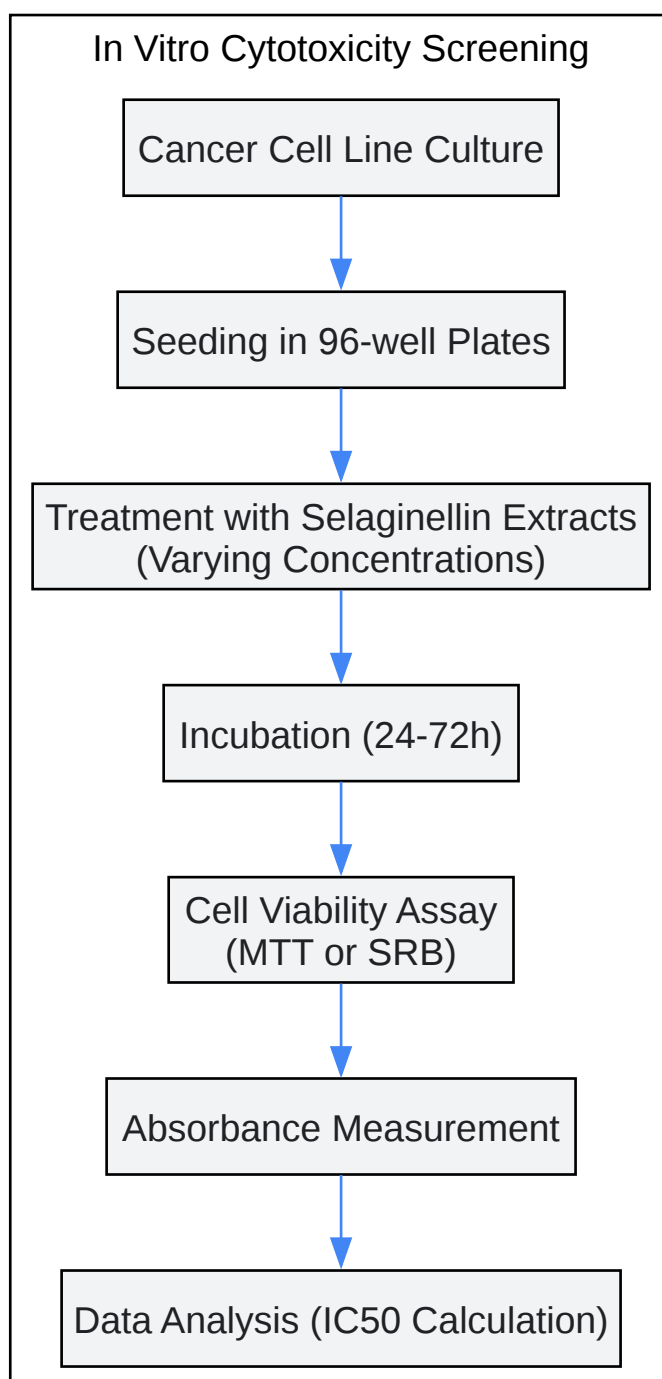 In Vitro Cytotoxicity Screening
Cancer Cell Line Culture
Seeding in 96-well Plates
Treatment with Selaginellin Extracts
(Varying Concentrations)
Incubation (24-72h)
Cell Viability Assay
(MTT or SRB)
Absorbance Measurement
Data Analysis (IC50 Calculation)